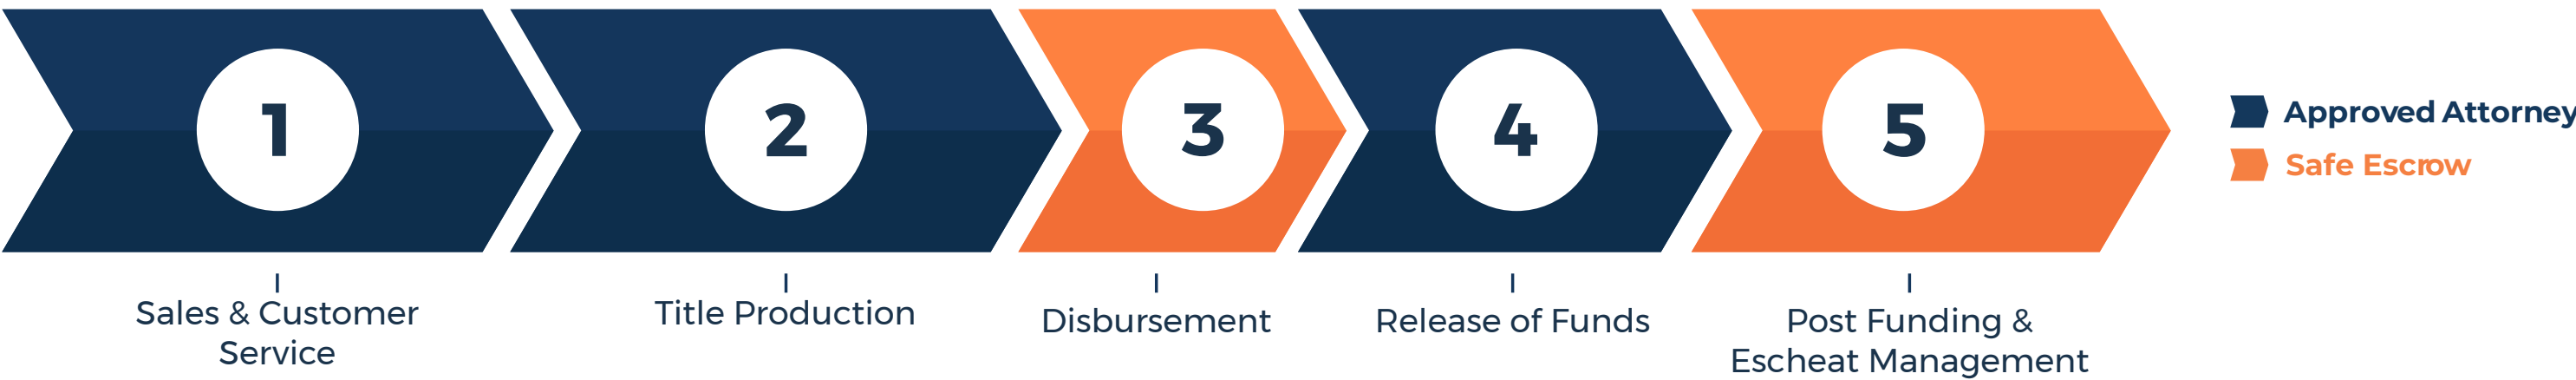 1
2
3
4
5
Approved Attorney
Safe Escrow
Sales & Customer
Service
Title Production
Disbursement
Release of Funds
Post Funding &
Escheat Management